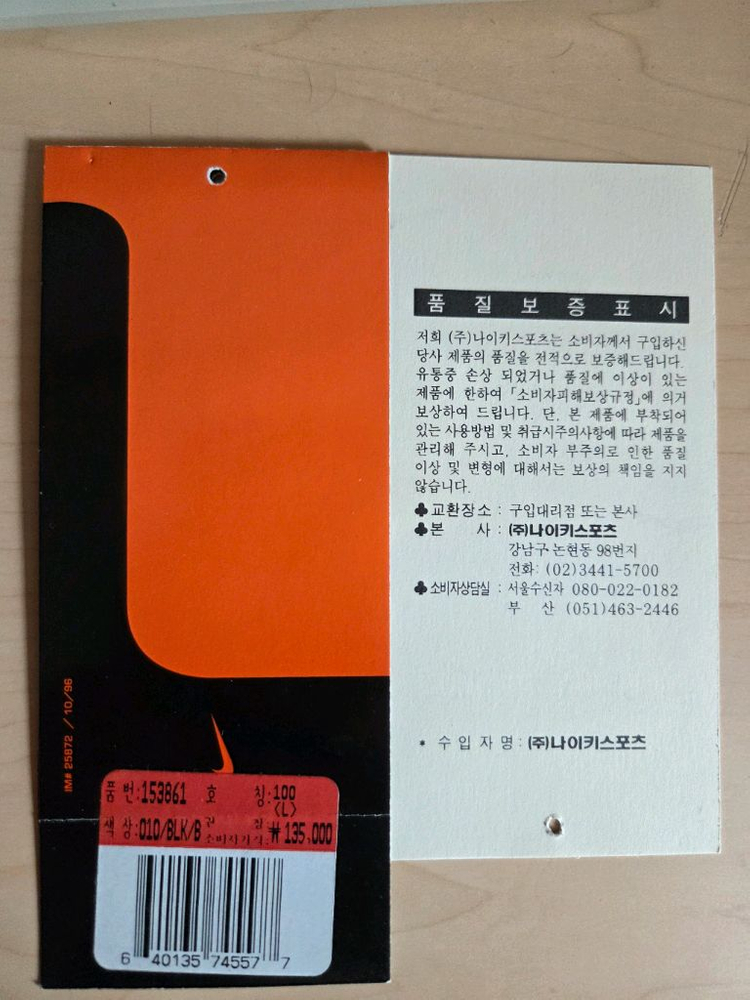 IM# 25872 / 10/96
품 번:153861 호 칭:100
<L>
색 상:010/BLK/B 권 장
소비자가격:₩135,000
6 40135 74557 7
품질보증표시
저희 (주)나이키스포츠는 소비자께서 구입하신
당사 제품의 품질을 전적으로 보증해드립니다.
유통중 손상 되었거나 품질에 이상이 있는
제품에 한하여 「소비자피해보상규정」에 의거
보상하여 드립니다. 단, 본 제품에 부착되어
있는 사용방법 및 취급시주의사항에 따라 제품을
관리해 주시고, 소비자 부주의로 인한 품질
이상 및 변형에 대해서는 보상의 책임을 지지
않습니다.
♣교환장소 : 구입대리점 또는 본사
♣본 사 : (주)나이키스포츠
강남구 논현동 98번지
전화: (02)3441-5700
♣소비자상담실 : 서울수신자 080-022-0182
부 산 (051)463-2446
* 수 입 자 명 : (주)나이키스포츠